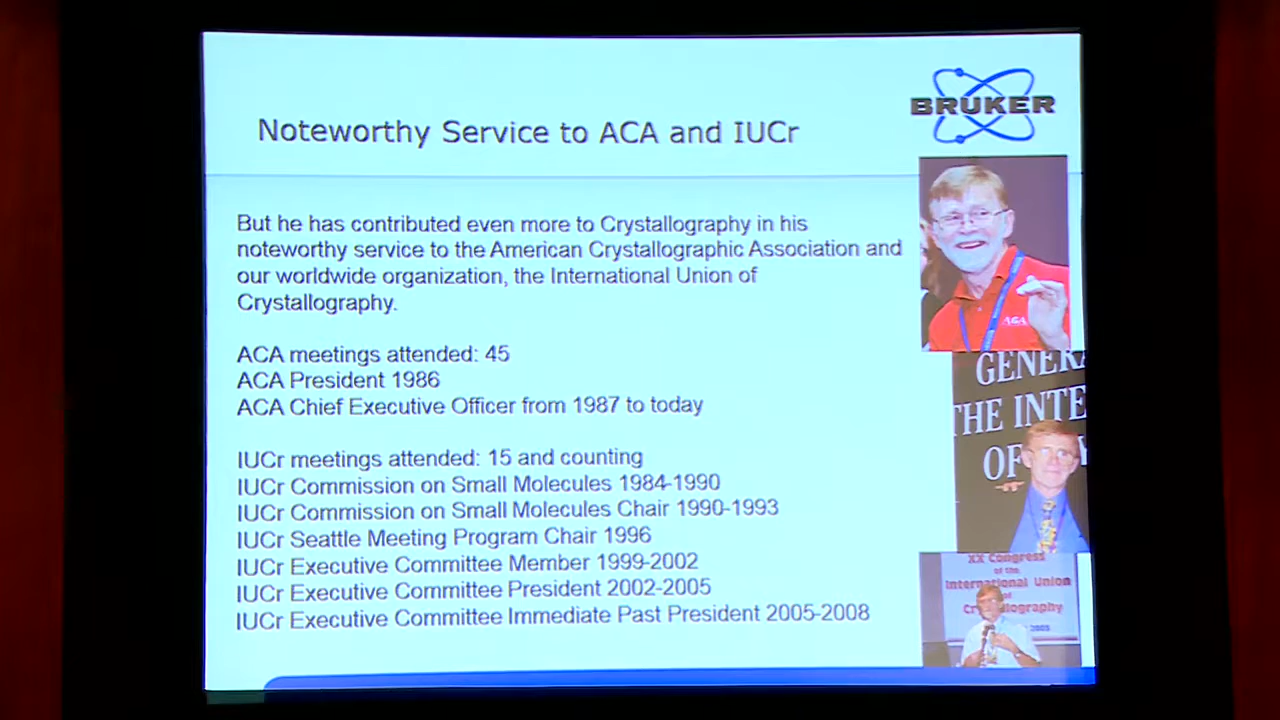 BRUKER
Noteworthy Service to ACA and IUCr
But he has contributed even more to Crystallography in his
noteworthy service to the American Crystallographic Association and
our worldwide organization, the International Union of
Crystallography.
ACA meetings attended: 45
ACA President 1986
ACA Chief Executive Officer from 1987 to today
IUCr meetings attended: 15 and counting
IUCr Commission on Small Molecules 1984-1990
IUCr Commission on Small Molecules Chair 1990-1993
IUCr Seattle Meeting Program Chair 1996
IUCr Executive Committee Member 1999-2002
IUCr Executive Committee President 2002-2005
IUCr Executive Committee Immediate Past President 2005-2008
ACA
GENERA
THE INTE
OF
XX Congress
of the
International Union
of
Crystallography
2005